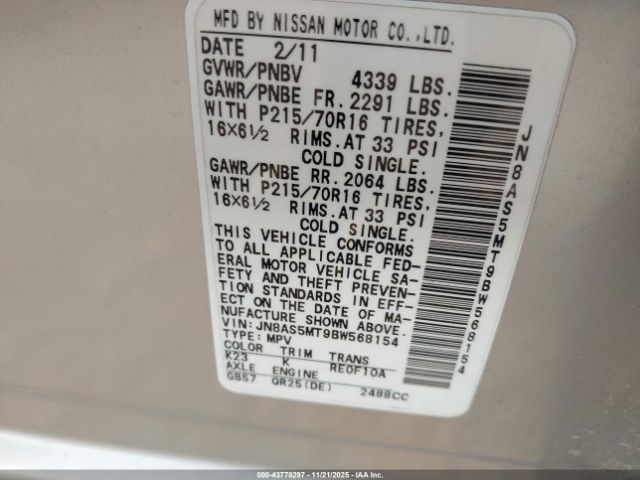 MFD BY NISSAN MOTOR CO.,LTD.
DATE 2/11
GVWR/PNBV 4339 LBS.
GAWR/PNBE FR. 2291 LBS.
WITH P215/70R16 TIRES,
16×6½ RIMS.AT 33 PSI
COLD SINGLE.
GAWR/PNBE RR. 2064 LBS.
WITH P215/70R16 TIRES,
16×6½ RIMS.AT 33 PSI
COLD SINGLE.
THIS VEHICLE CONFORMS
TO ALL APPLICABLE FED-
ERAL MOTOR VEHICLE SA-
FETY AND THEFT PREVEN-
TION STANDARDS IN EFF-
ECT ON THE DATE OF MA-
NUFACTURE SHOWN ABOVE.
VIN: JN8AS5MT9BW568154
TYPE: MPV
COLOR TRIM TRANS
K23 K RE0F10A
AXLE ENGINE
GB57 QR25(DE) 2488CC
JN8AS5MT9BW568154
000-43778297 - 11/21/2025 - IAAI Inc. Copyright